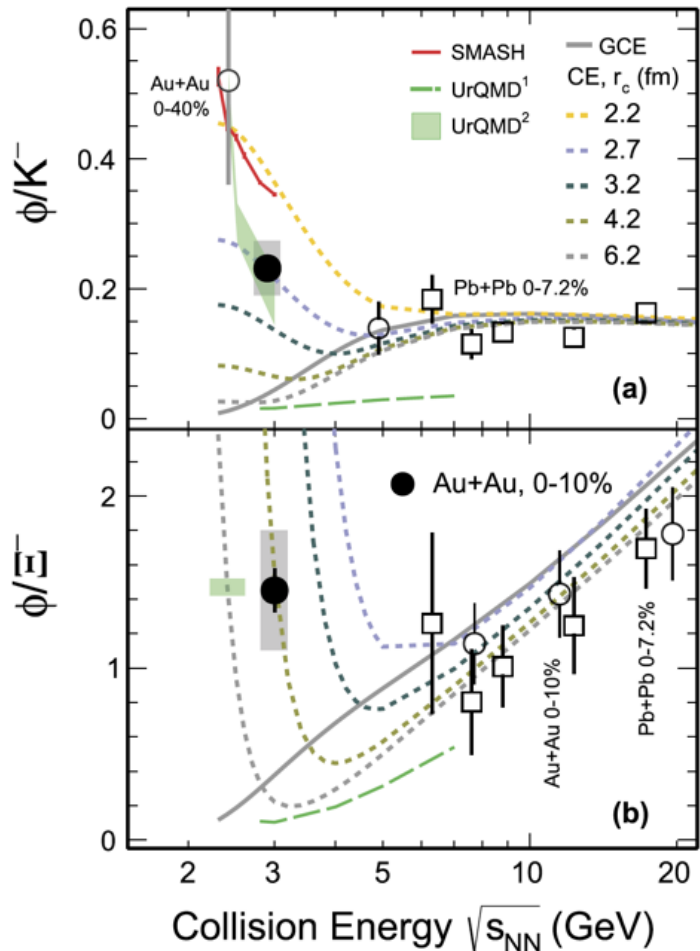 0.6
0.4
0.2
0
ϕ/K⁻
Au+Au
0-40%
SMASH
UrQMD¹
UrQMD²
GCE
CE, r_c (fm)
2.2
2.7
3.2
4.2
6.2
Pb+Pb 0-7.2%
(a)
2
1
0
ϕ/Ξ⁻
Au+Au, 0-10%
Au+Au 0-10%
Pb+Pb 0-7.2%
(b)
2 3 5 10 20
Collision Energy √s_NN (GeV)